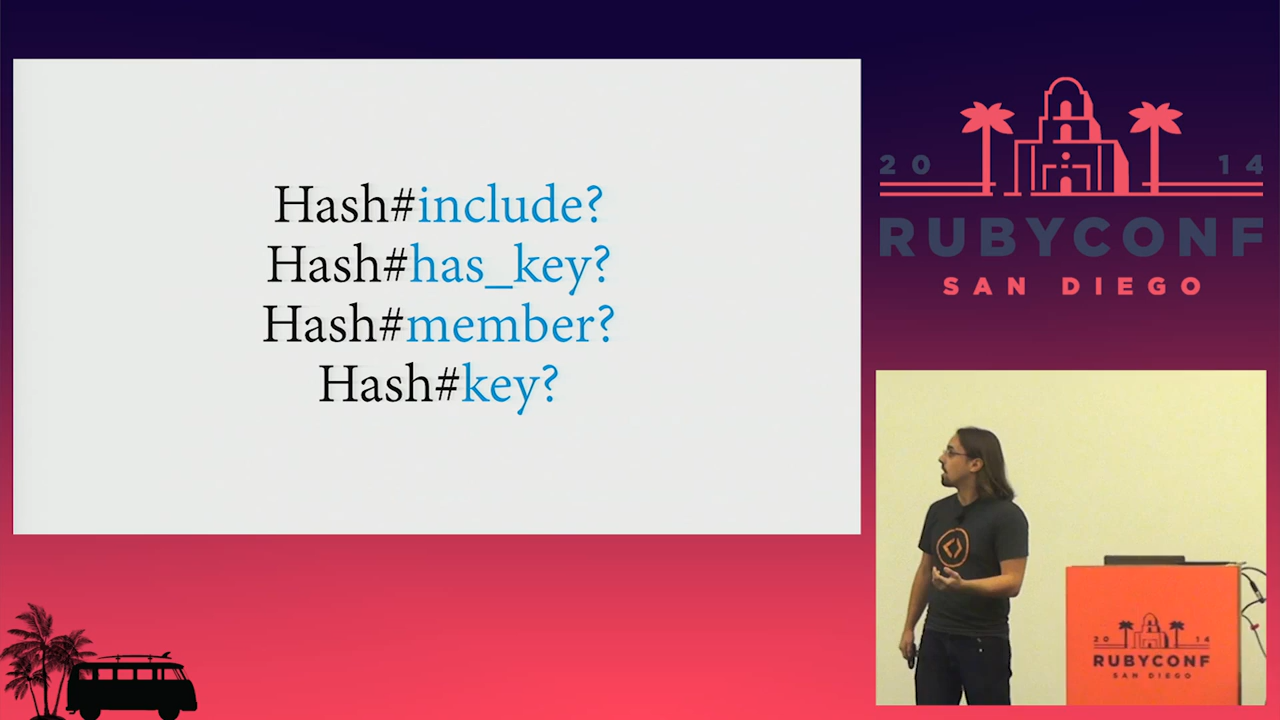 Hash#include?
Hash#has_key?
Hash#member?
Hash#key?
20 14
RUBYCONF
SAN DIEGO
20 14
RUBYCONF
SAN DIEGO